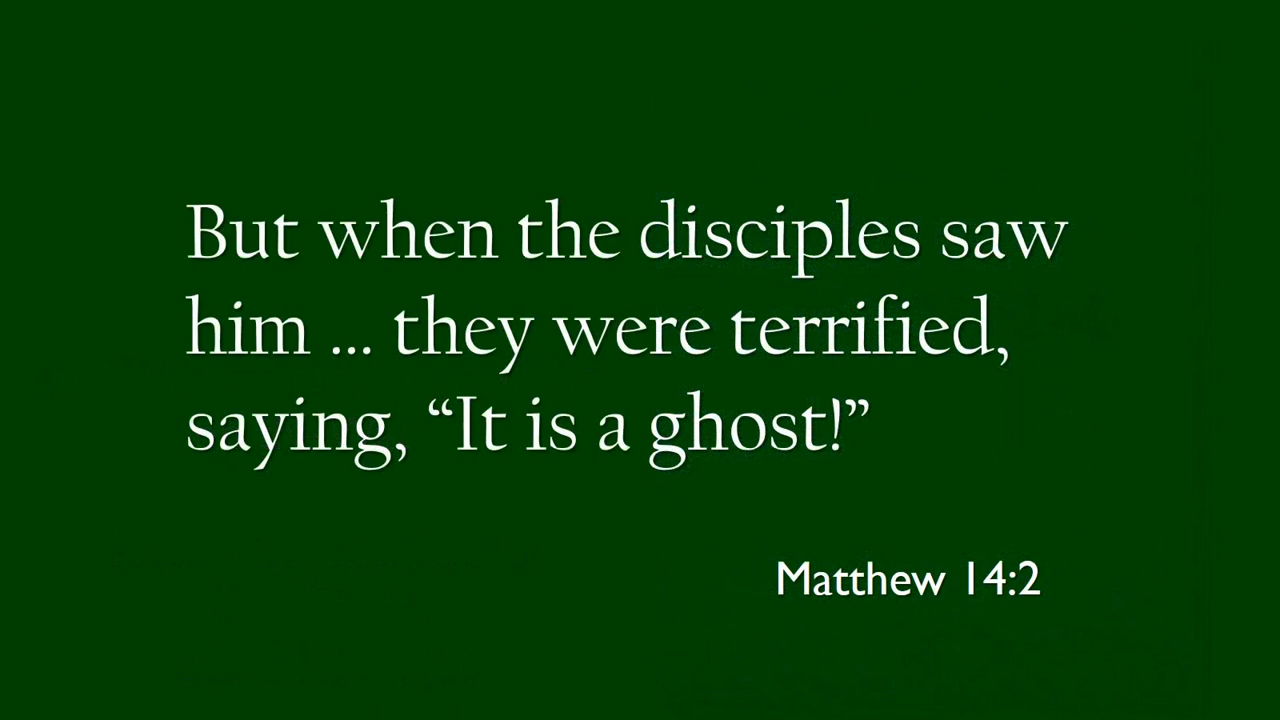 But when the disciples saw
him ... they were terrified,
saying, “It is a ghost!”
Matthew 14:2